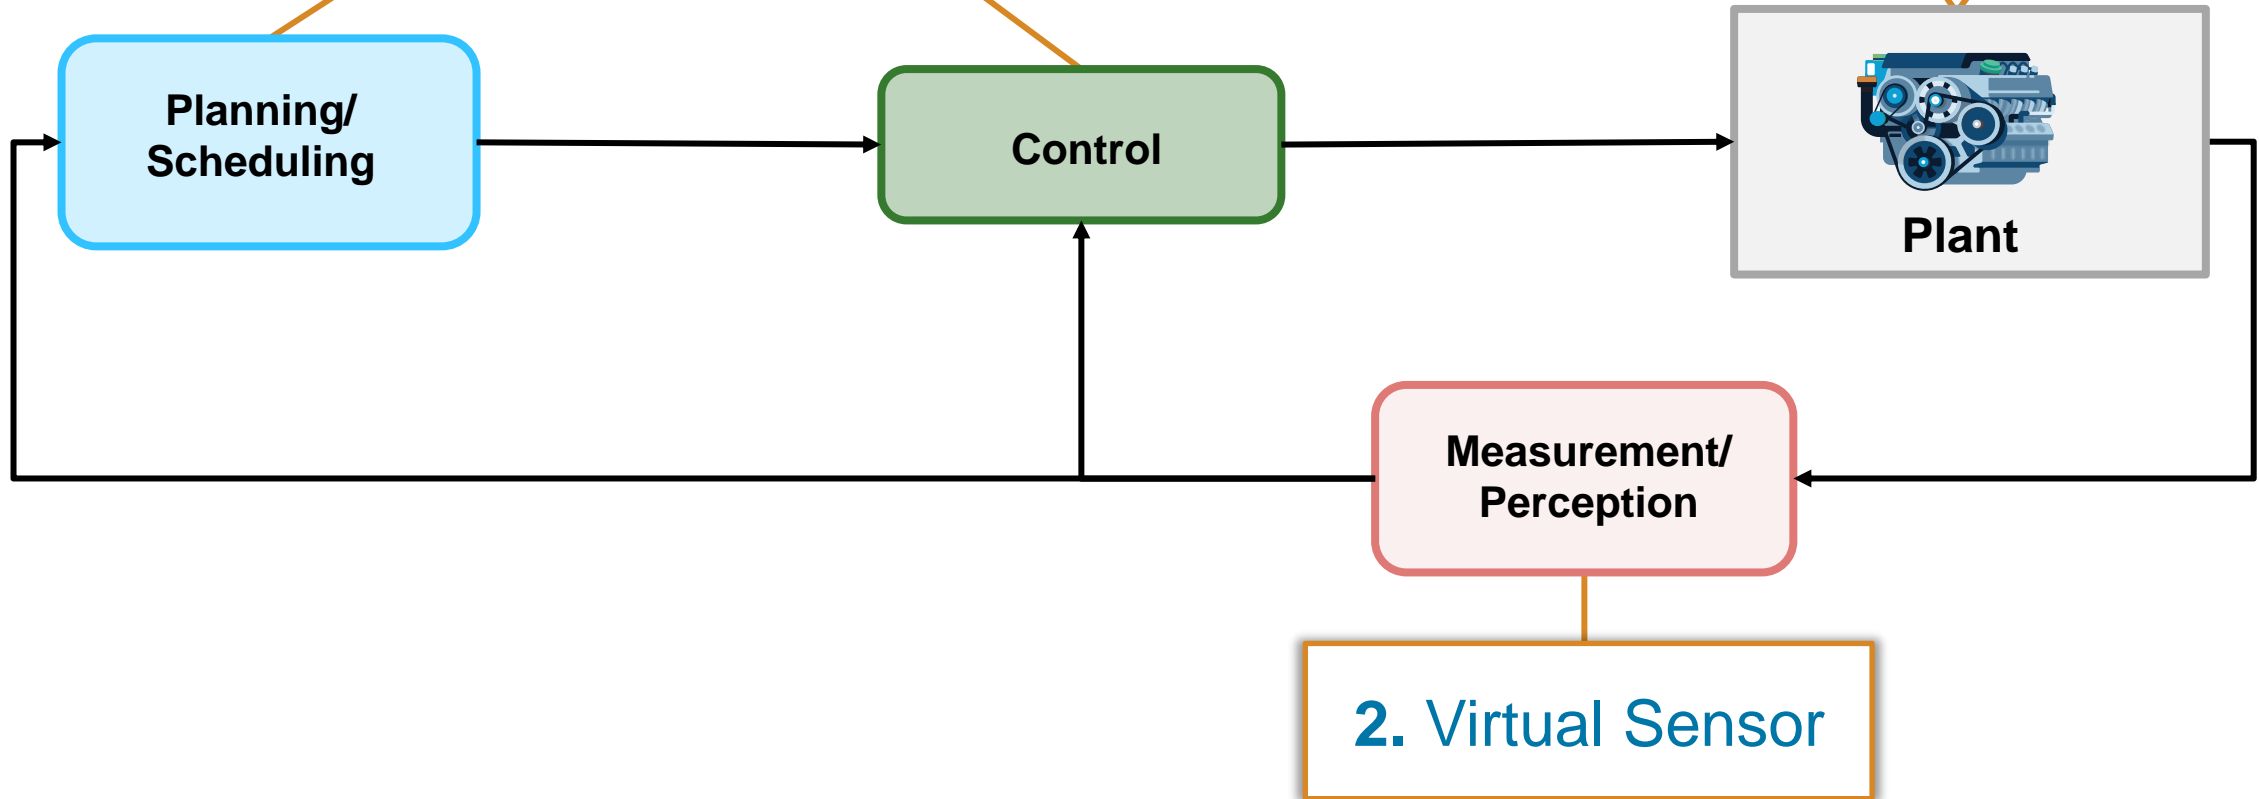 Planning/
Scheduling
Control
Plant
Measurement/
Perception
2. Virtual Sensor